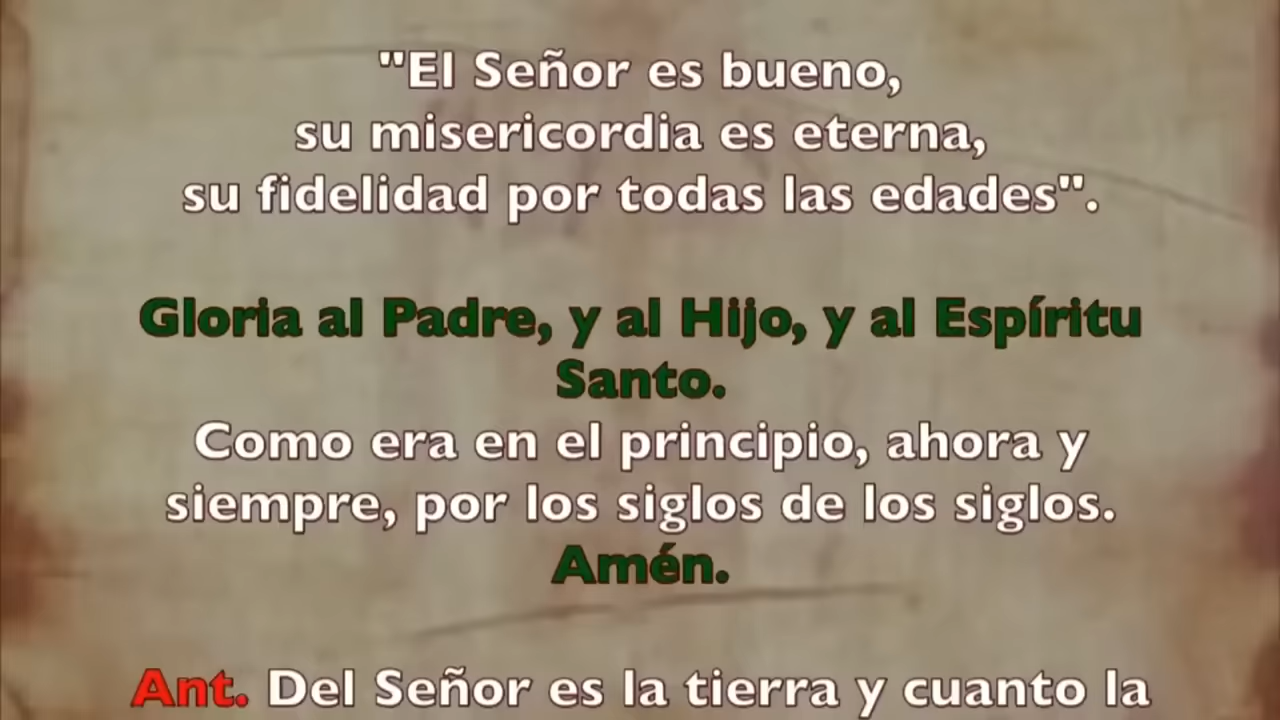 "El Señor es bueno,
su misericordia es eterna,
su fidelidad por todas las edades".
Gloria al Padre, y al Hijo, y al Espíritu
Santo.
Como era en el principio, ahora y
siempre, por los siglos de los siglos.
Amén.
Ant. Del Señor es la tierra y cuanto la